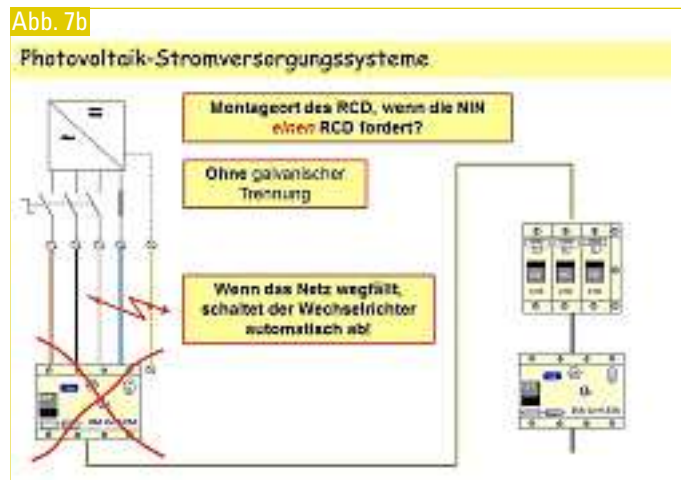 Abb. 7b
Photovoltaik-Stromversorgungssysteme
Montageort des RCD, wenn die NIN
einen RCD fordert?
Ohne galvanischer
Trennung
Wenn das Netz wegfällt,
schaltet der Wechselrichter
automatisch ab!